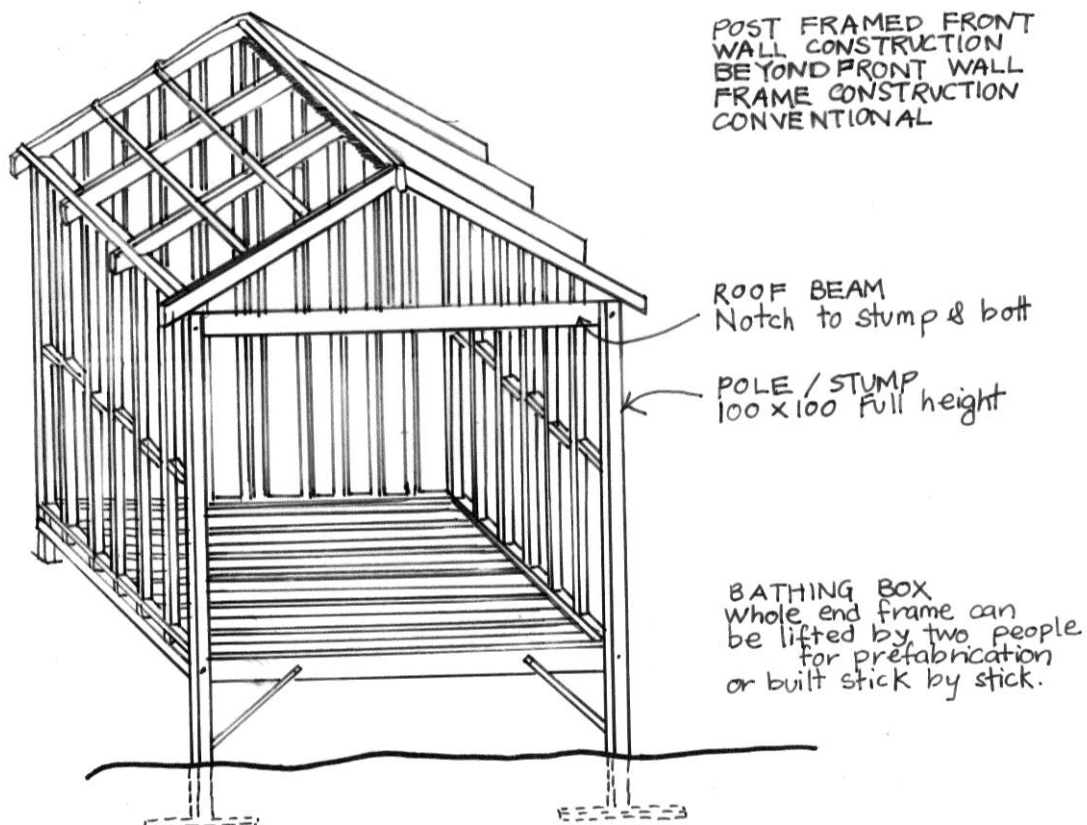 POST FRAMED FRONT
WALL CONSTRUCTION
BEYOND FRONT WALL
FRAME CONSTRUCTION
CONVENTIONAL
ROOF BEAM
Notch to stump & bolt
POLE / STUMP
100 x 100 Full height
BATHING BOX
Whole end frame can
be lifted by two people
for prefabrication
or built stick by stick.